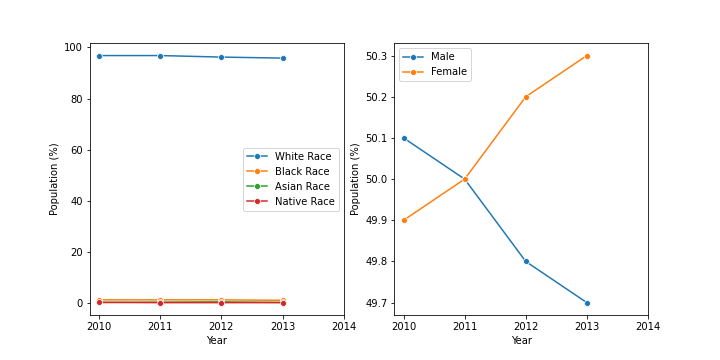 100
80
60
40
20
0
Population (%)
White Race
Black Race
Asian Race
Native Race
2010 2011 2012 2013 2014
Year
50.3
50.2
50.1
50.0
49.9
49.8
49.7
Population (%)
Male
Female
2010 2011 2012 2013 2014
Year